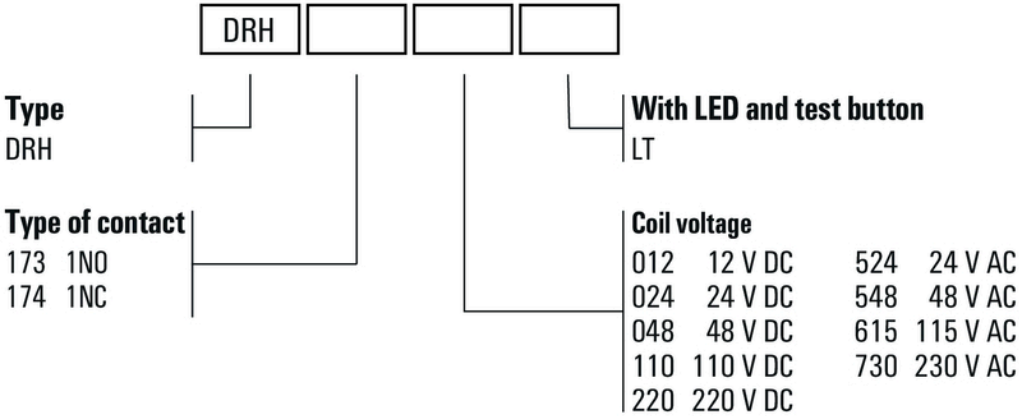 DRH
Type
DRH
With LED and test button
LT
Type of contact
173 1NO
174 1NC
Coil voltage
012 12 V DC 524 24 V AC
024 24 V DC 548 48 V AC
048 48 V DC 615 115 V AC
110 110 V DC 730 230 V AC
220 220 V DC